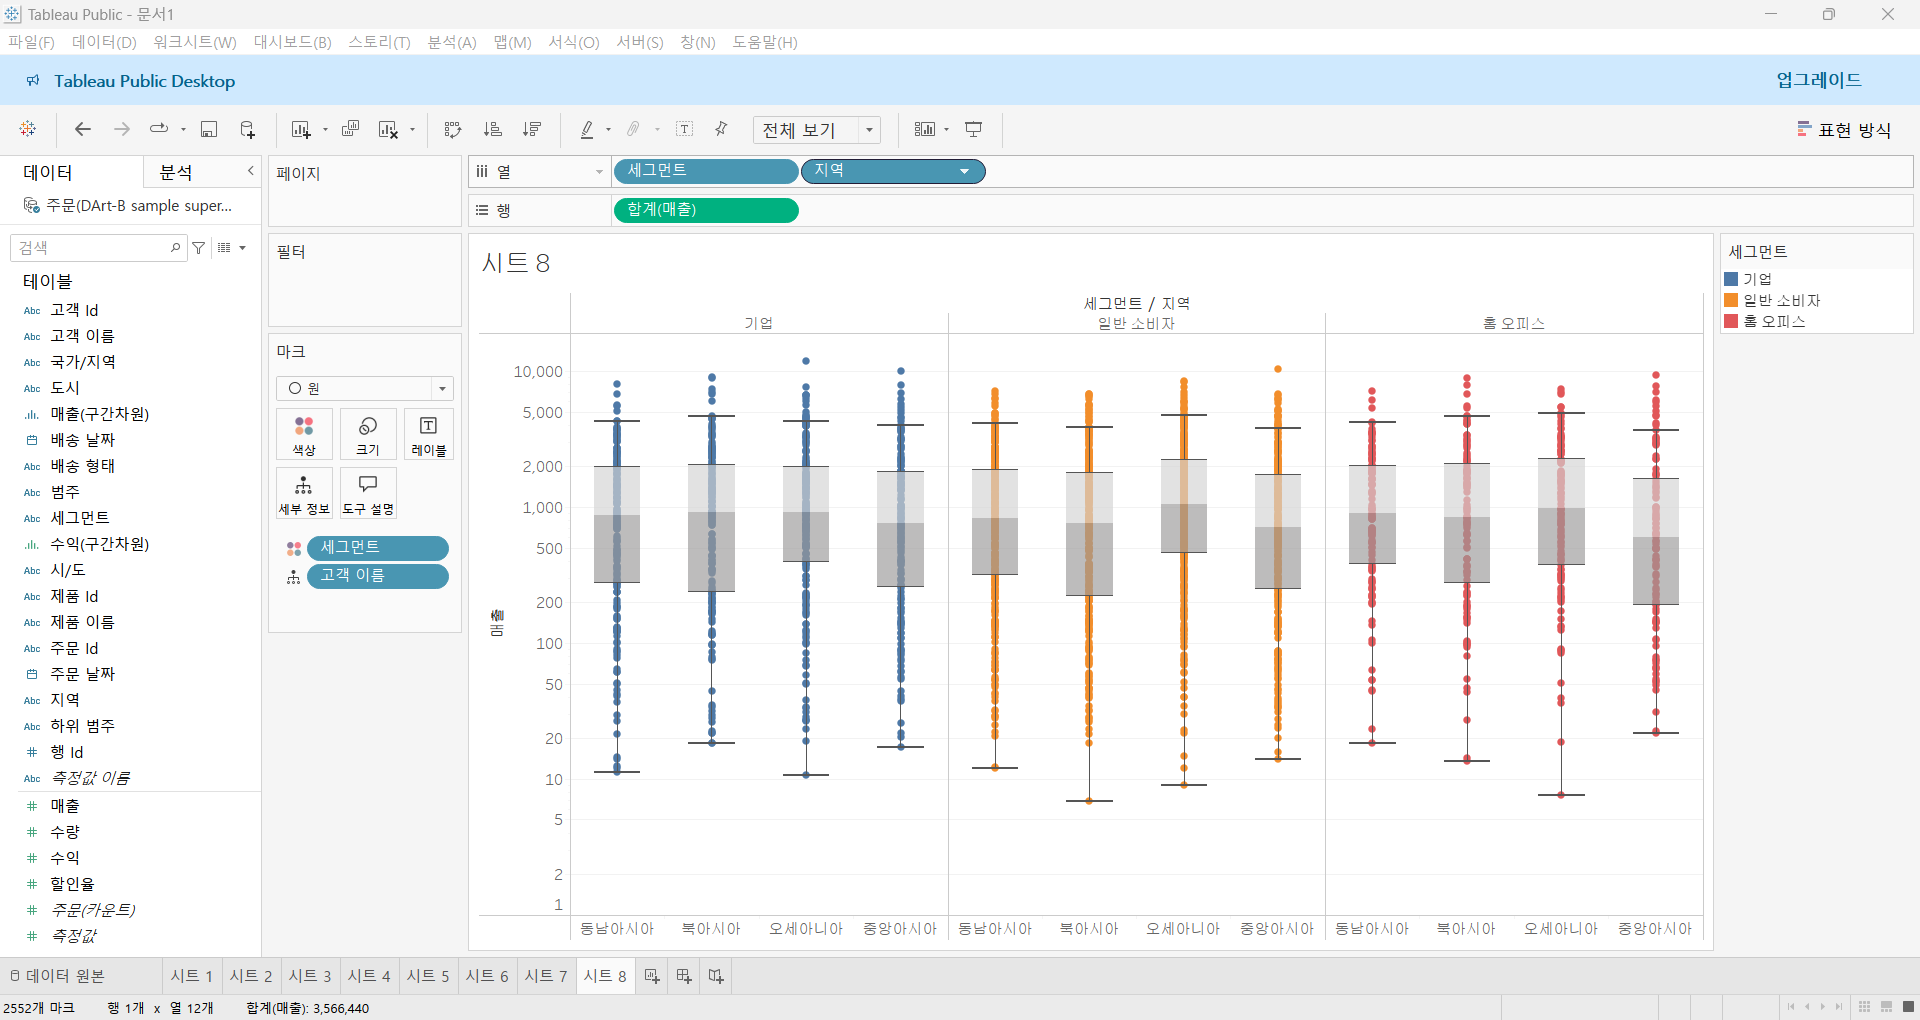 Tableau Public - 문서1
파일(F) 데이터(D) 워크시트(W) 대시보드(B) 스토리(T) 분석(A) 맵(M) 서식(O) 서버(S) 창(N) 도움말(H)
Tableau Public Desktop 업그레이드
전체 보기 표현 방식
데이터 분석
주문(DArt-B sample super...
검색
테이블
Abc 고객 Id
Abc 고객 이름
Abc 국가/지역
Abc 도시
매출(구간차원)
배송 날짜
Abc 배송 형태
Abc 범주
Abc 세그먼트
수익(구간차원)
Abc 시/도
Abc 제품 Id
Abc 제품 이름
Abc 주문 Id
주문 날짜
Abc 지역
Abc 하위 범주
# 행 Id
Abc 측정값 이름
# 매출
# 수량
# 수익
# 할인율
# 주문(카운트)
# 측정값
페이지
필터
마크
원
색상 크기 레이블
세부 정보 도구 설명
세그먼트
고객 이름
열 세그먼트 지역
행 합계(매출)
시트 8
세그먼트 / 지역
기업 일반 소비자 홈 오피스
10,000
5,000
2,000
1,000
500
200
100
50
20
10
5
2
1
매출
동남아시아 북아시아 오세아니아 중앙아시아 동남아시아 북아시아 오세아니아 중앙아시아 동남아시아 북아시아 오세아니아 중앙아시아
세그먼트
기업
일반 소비자
홈 오피스
데이터 원본 시트 1 시트 2 시트 3 시트 4 시트 5 시트 6 시트 7 시트 8
2552개 마크 행 1개 x 열 12개 합계(매출): 3,566,440